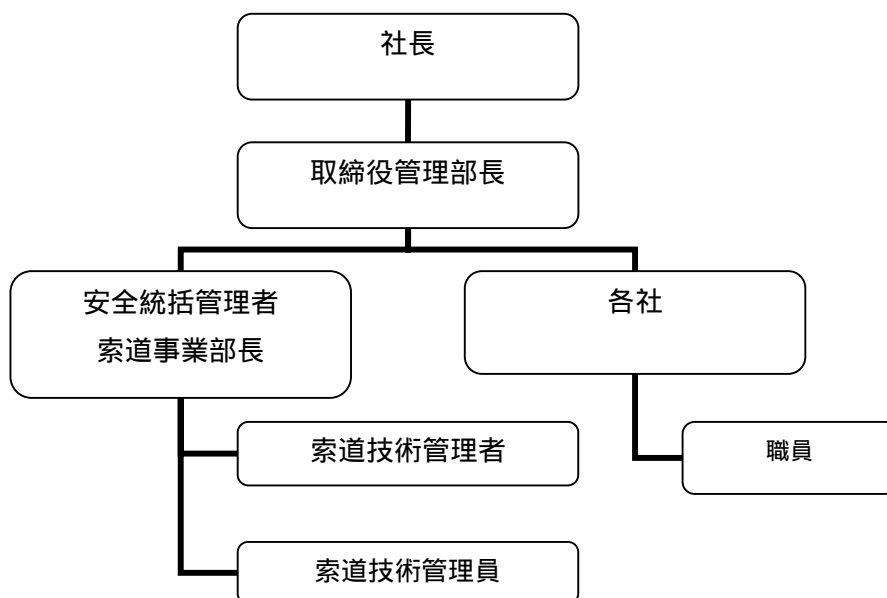 社長
取締役管理部長
安全統括管理者
索道事業部長
各社
索道技術管理者
職員
索道技術管理員